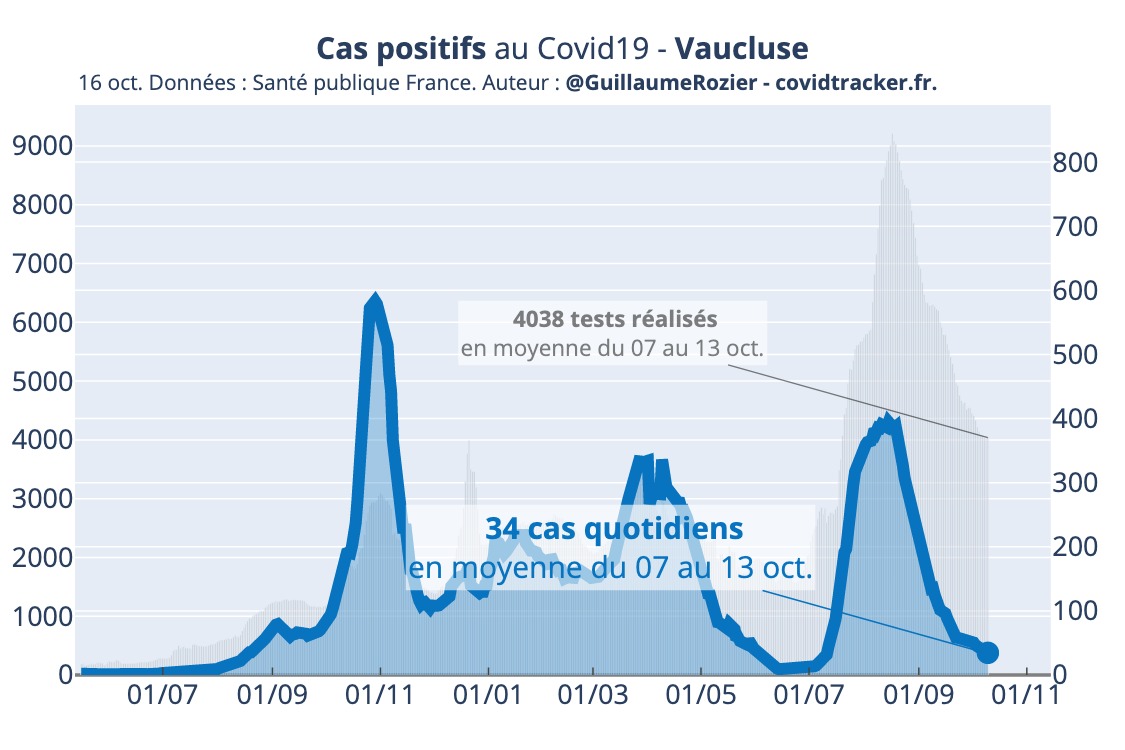 Cas positifs au Covid19 - Vaucluse
16 oct. Données : Santé publique France. Auteur : @GuillaumeRozier - covidtracker.fr.
9000
8000
7000
6000
5000
4000
3000
2000
1000
0
800
700
600
500
400
300
200
100
0
4038 tests réalisés
en moyenne du 07 au 13 oct.
34 cas quotidiens
en moyenne du 07 au 13 oct.
01/07 01/09 01/11 01/01 01/03 01/05 01/07 01/09 01/11